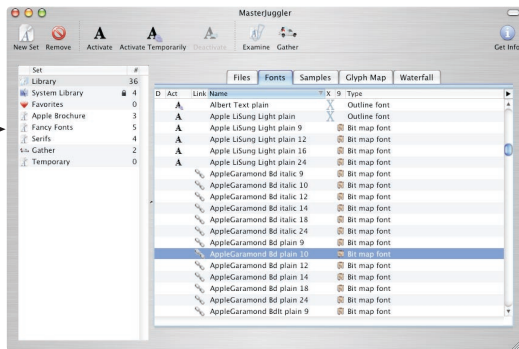 MasterJuggler
New Set Remove Activate Activate Temporarily Deactivate Examine Gather Get Info
Set #
Library 36
System Library 4
Favorites 0
Apple Brochure 3
Fancy Fonts 5
Serifs 4
Gather 2
Temporary 0
Files Fonts Samples Glyph Map Waterfall
D Act Link Name X 9 Type
A Albert Text plain X Outline font
Apple LiSung Light plain X Outline font
A Apple LiSung Light plain 9 Bit map font
A Apple LiSung Light plain 12 Bit map font
A Apple LiSung Light plain 16 Bit map font
A Apple LiSung Light plain 24 Bit map font
AppleGaramond Bd italic 9 Bit map font
AppleGaramond Bd italic 10 Bit map font
AppleGaramond Bd italic 12 Bit map font
AppleGaramond Bd italic 14 Bit map font
AppleGaramond Bd italic 18 Bit map font
AppleGaramond Bd italic 24 Bit map font
AppleGaramond Bd plain 9 Bit map font
AppleGaramond Bd plain 10 Bit map font
AppleGaramond Bd plain 12 Bit map font
AppleGaramond Bd plain 14 Bit map font
AppleGaramond Bd plain 18 Bit map font
AppleGaramond Bd plain 24 Bit map font
AppleGaramond BdIt plain 9 Bit map font